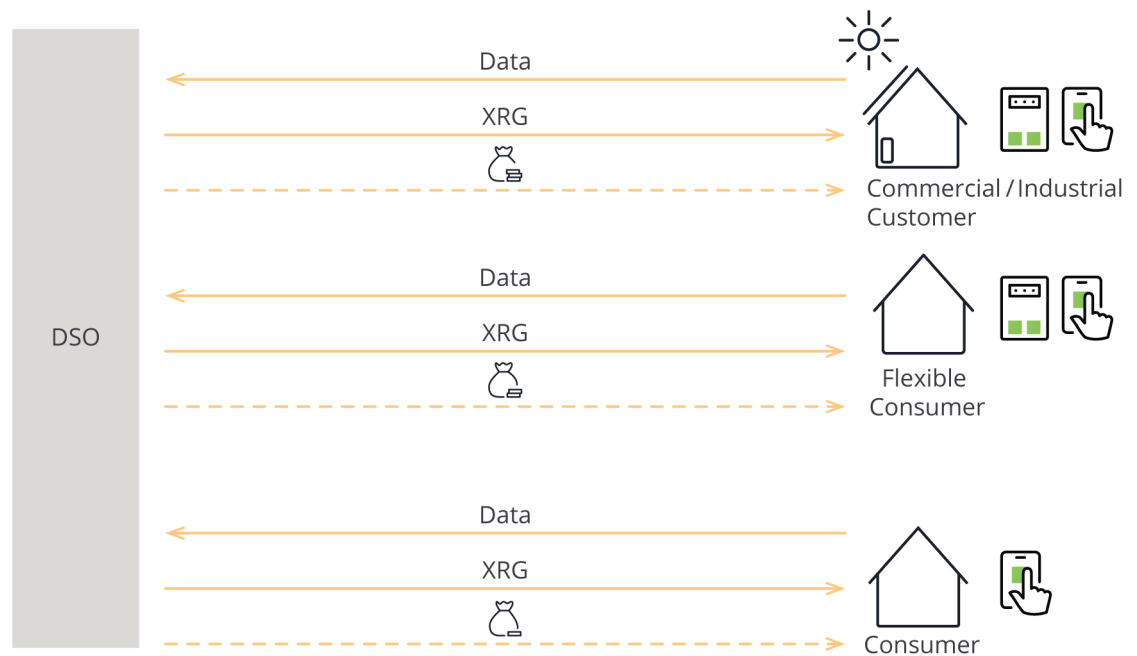 Data
XRG
Commercial / Industrial
Customer
Data
XRG
DSO
Flexible
Consumer
Data
XRG
Consumer